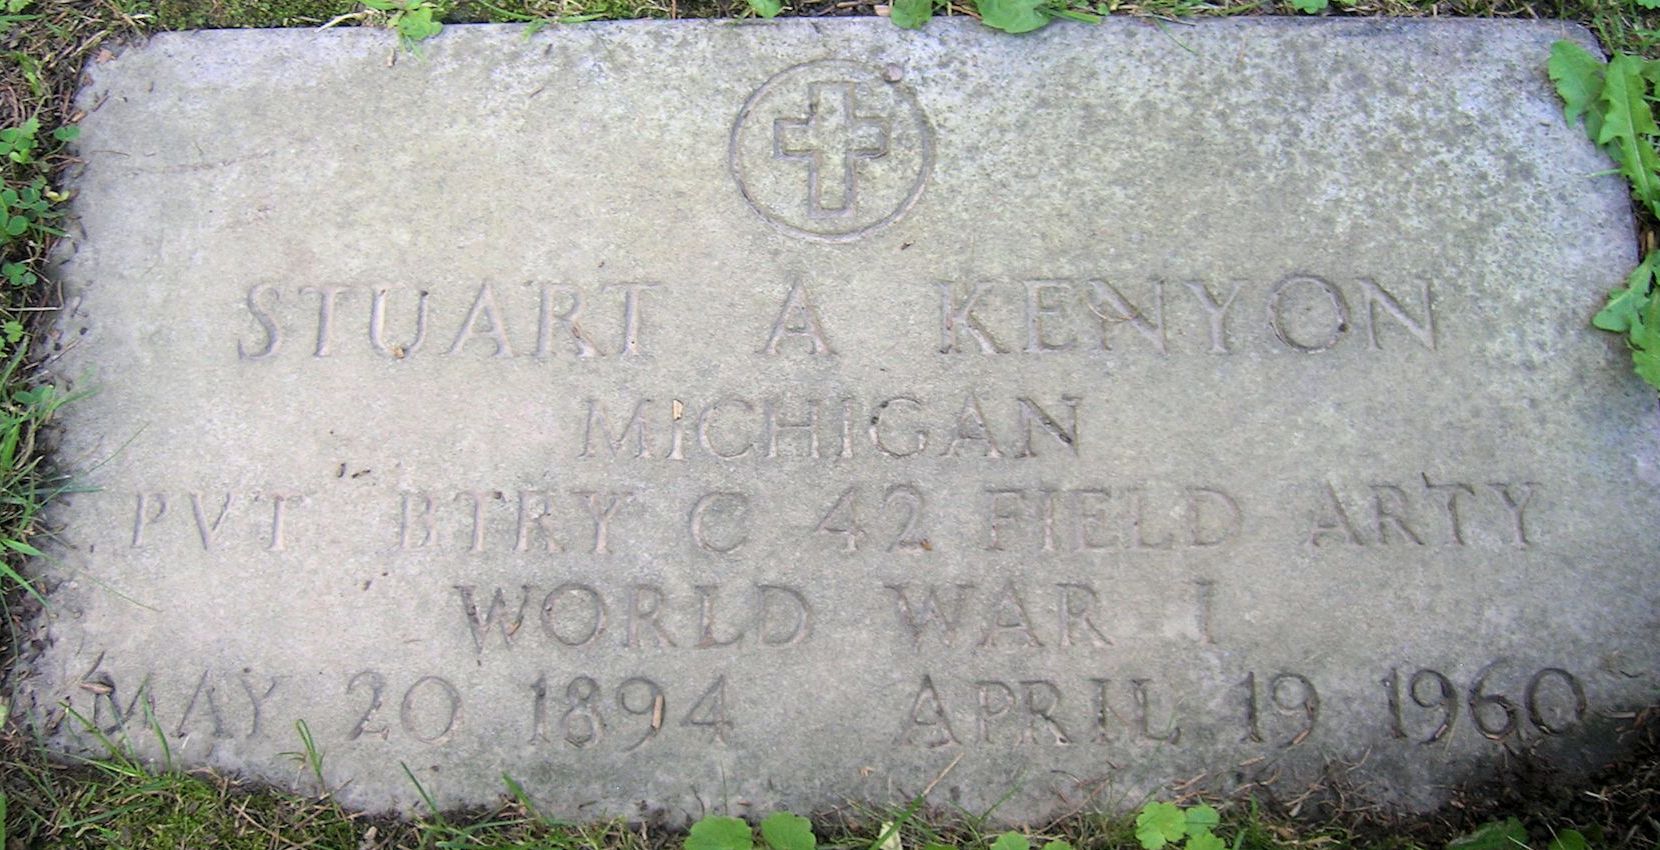 STUART A KENYON
MICHIGAN
PVT BTRY C 42 FIELD ARTY
WORLD WAR I
MAY 20 1894 APRIL 19 1960